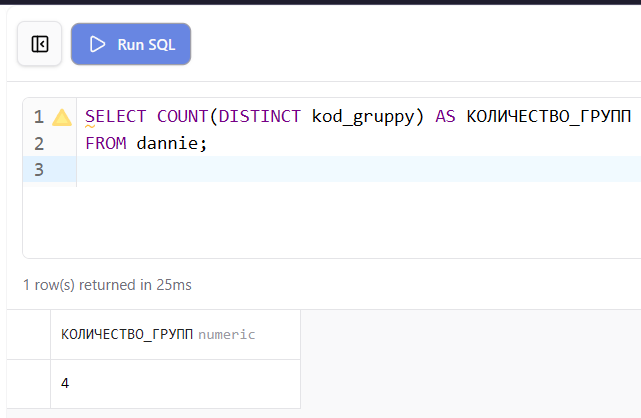 Run SQL
1 SELECT COUNT(DISTINCT kod_gruppy) AS КОЛИЧЕСТВО_ГРУПП
2 FROM dannie;
3
1 row(s) returned in 25ms
КОЛИЧЕСТВО_ГРУПП numeric
4